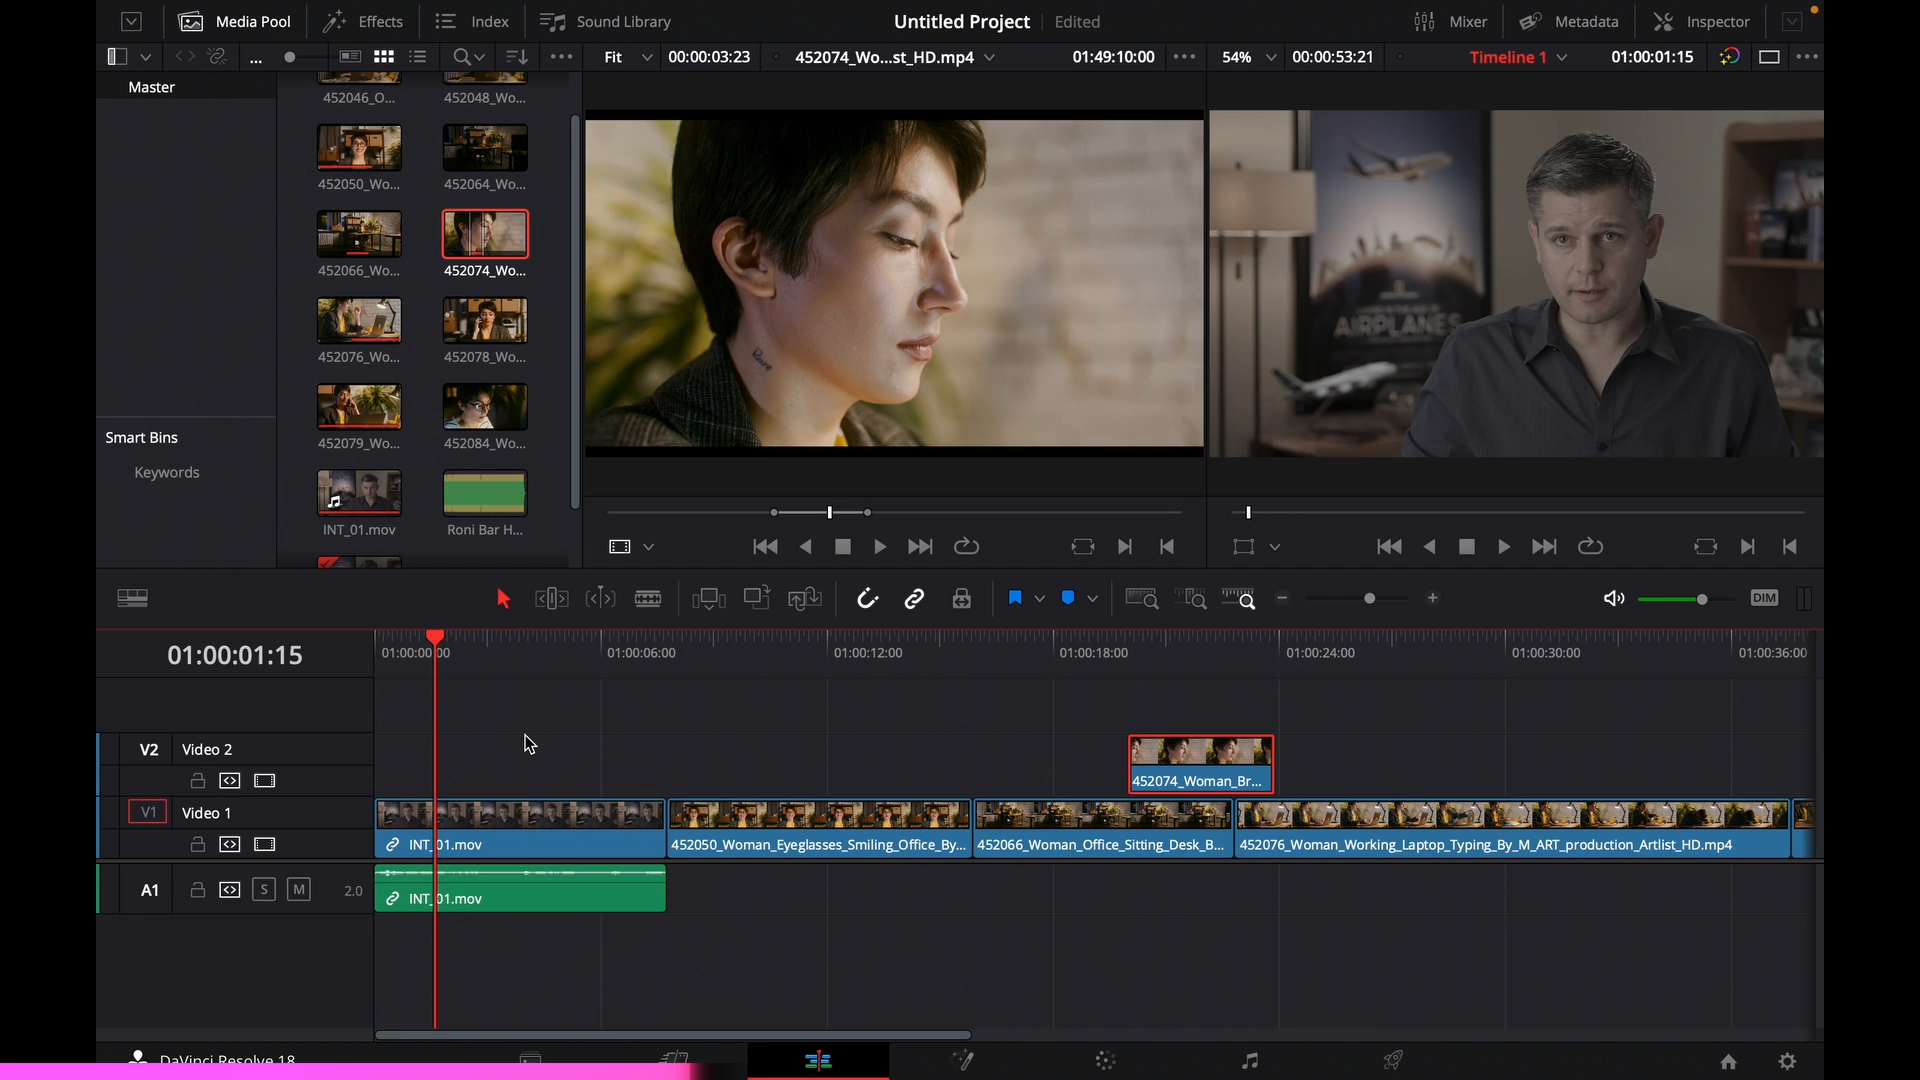 Media Pool
Effects
Index
Sound Library
Untitled Project
Edited
Mixer
Metadata
Inspector
...
Fit
00:00:03:23
452074_Wo...st_HD.mp4
01:49:10:00
54%
00:00:53:21
Timeline 1
01:00:01:15
Master
452046_O...
452048_Wo...
452050_Wo...
452064_Wo...
452066_Wo...
452074_Wo...
452076_Wo...
452078_Wo...
452079_Wo...
452084_Wo...
INT_01.mov
Roni Bar H...
Smart Bins
Keywords
Rare
AIRPLANES
DIM
01:00:01:15
01:00:00:00
01:00:06:00
01:00:12:00
01:00:18:00
01:00:24:00
01:00:30:00
01:00:36:00
V2
Video 2
452074_Woman_Br...
V1
Video 1
INT_01.mov
452050_Woman_Eyeglasses_Smiling_Office_By...
452066_Woman_Office_Sitting_Desk_B...
452076_Woman_Working_Laptop_Typing_By_M_ART_production_Artlist_HD.mp4
A1
S
M
2.0
INT_01.mov
DaVinci Resolve 18